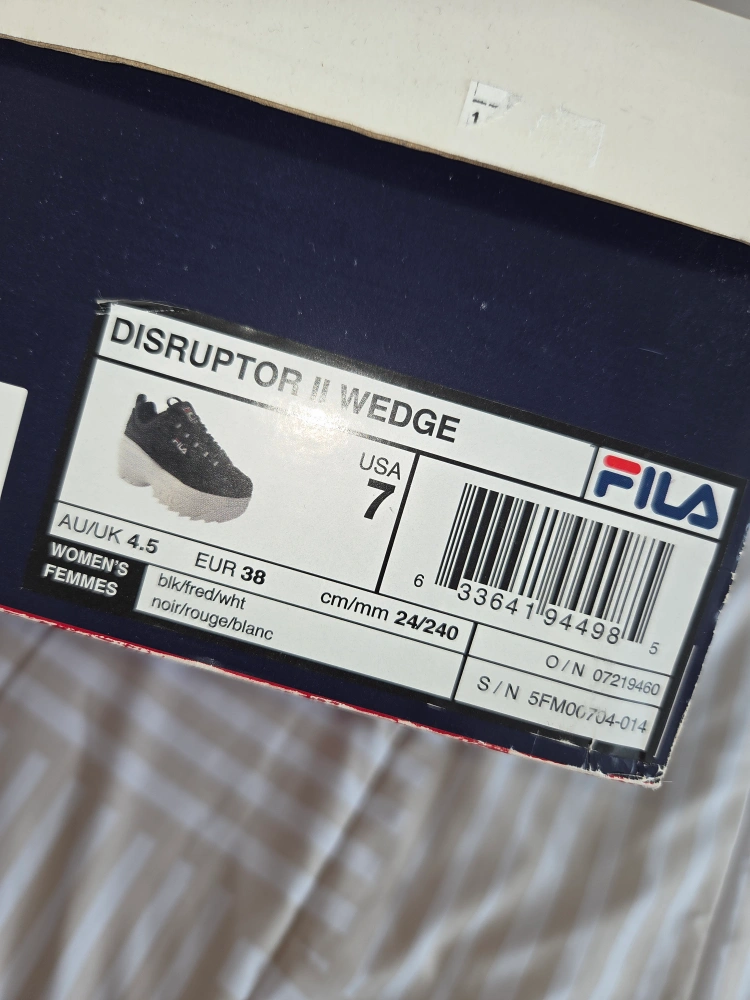 1
DISRUPTOR II WEDGE
FILA
FILA
USA
7
AU/UK 4.5
EUR 38
cm/mm 24/240
WOMEN'S
FEMMES
blk/fred/wht
noir/rouge/blanc
6 33641 94498 5
O/N 07219460
S/N 5FM00704-014